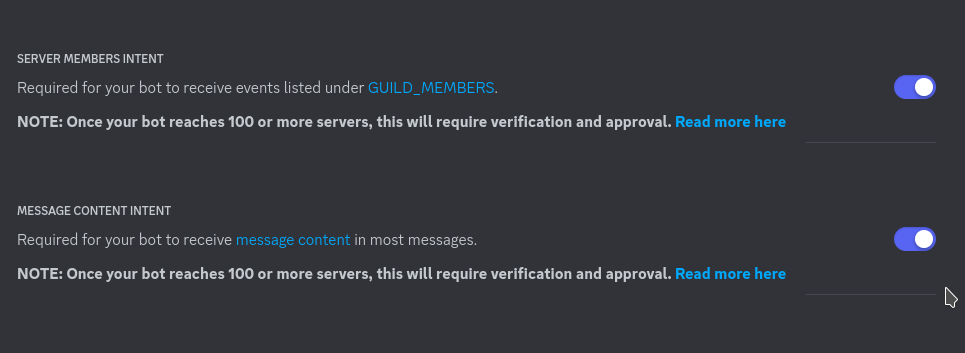 SERVER MEMBERS INTENT
Required for your bot to receive events listed under GUILD_MEMBERS.
NOTE: Once your bot reaches 100 or more servers, this will require verification and approval. Read more here
MESSAGE CONTENT INTENT
Required for your bot to receive message content in most messages.
NOTE: Once your bot reaches 100 or more servers, this will require verification and approval. Read more here